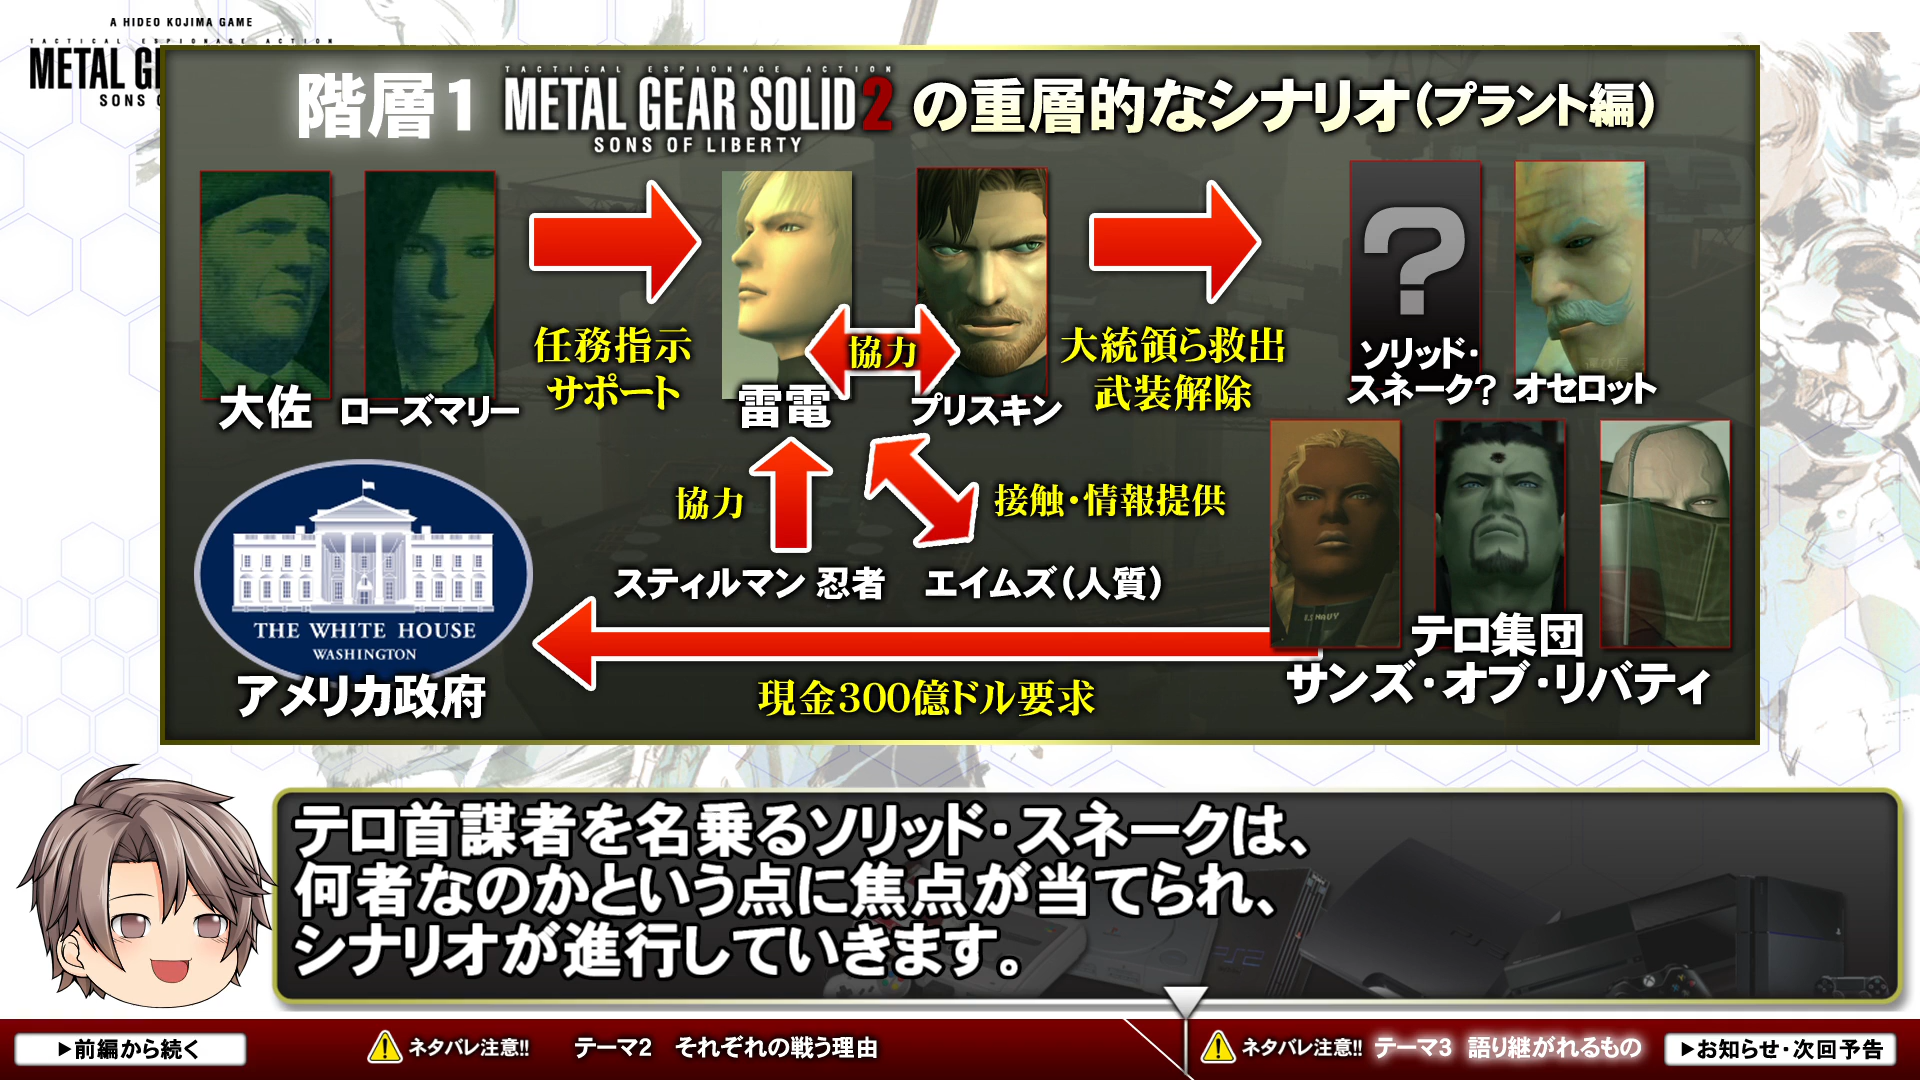 A HIDEO KOJIMA GAME
TACTICAL ESPIONAGE ACTION
METAL GE
SONS O
階層1
TACTICAL ESPIONAGE ACTION
METAL GEAR SOLID 2
SONS OF LIBERTY
の重層的なシナリオ(プラント編)
大佐
ローズマリー
任務指示
サポート
雷電
協力
プリスキン
大統領ら救出
武装解除
ソリッド・
スネーク?
オセロット
協力
接触・情報提供
スティルマン 忍者
エイムズ(人質)
THE WHITE HOUSE
WASHINGTON
アメリカ政府
現金300億ドル要求
テロ集団
サンズ・オブ・リバティ
テロ首謀者を名乗るソリッド・スネークは、
何者なのかという点に焦点が当てられ、
シナリオが進行していきます。
▶前編から続く
ネタバレ注意!!
テーマ2 それぞれの戦う理由
ネタバレ注意!!
テーマ3 語り継がれるもの
▶お知らせ・次回予告